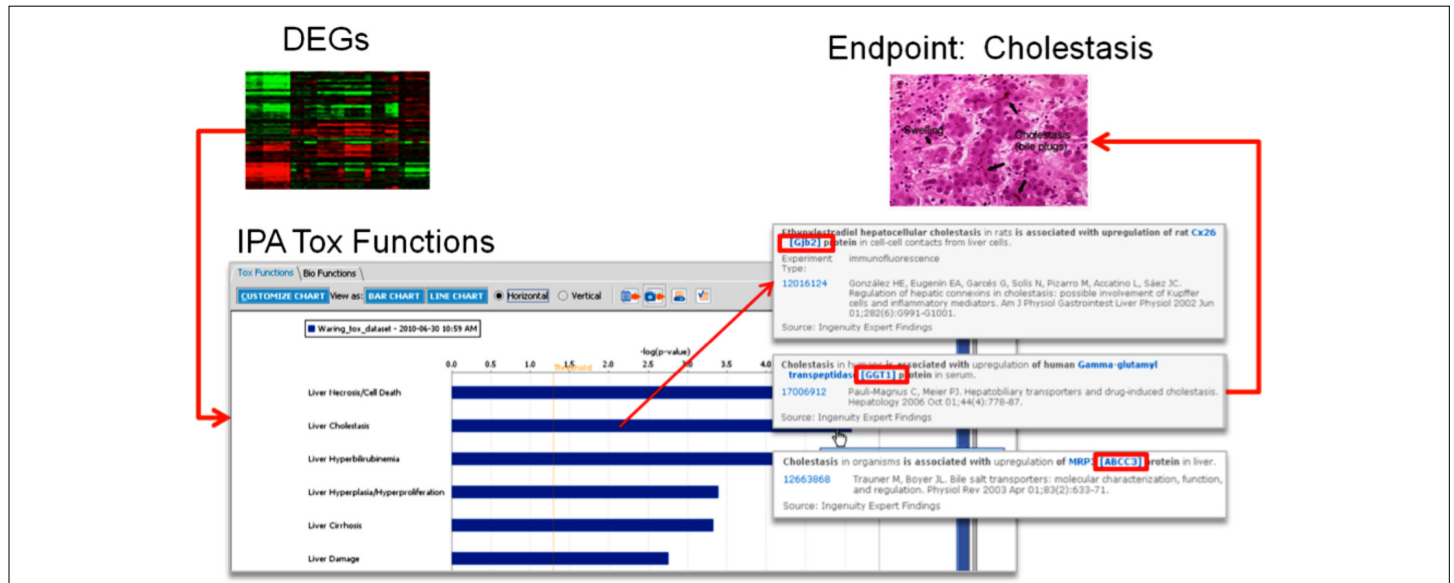 DEGs
Endpoint: Cholestasis
Swelling
Cholestasis
(bile plugs)
IPA Tox Functions
Tox Functions \ Bio Functions \
CUSTOMIZE CHART View as: BAR CHART LINE CHART Horizontal Vertical
Waring_tox_dataset - 2010-06-30 10:59 AM
-log(p-value)
0.0 0.5 1.0 1.5 2.0 2.5 3.0 3.5 4.0
Threshold
Liver Necrosis/Cell Death
Liver Cholestasis
Liver Hyperbilirubinemia
Liver Hyperplasia/Hyperproliferation
Liver Cirrhosis
Liver Damage
Ethynylestradiol hepatocellular cholestasis in rats is associated with upregulation of rat Cx26
[Gjb2] protein in cell-cell contacts from liver cells.
Experiment immunofluorescence
Type:
12016124 González HE, Eugenín EA, Garcés G, Solis N, Pizarro M, Accatino L, Sáez JC.
Regulation of hepatic connexins in cholestasis: possible involvement of Kupffer
cells and inflammatory mediators. Am J Physiol Gastrointest Liver Physiol 2002 Jun
01;282(6):G991-G1001.
Source: Ingenuity Expert Findings
Cholestasis in humans is associated with upregulation of human Gamma-glutamyl
transpeptidase [GGT1] protein in serum.
17006912 Pauli-Magnus C, Meier PJ. Hepatobiliary transporters and drug-induced cholestasis.
Hepatology 2006 Oct 01;44(4):778-87.
Source: Ingenuity Expert Findings
Cholestasis in organisms is associated with upregulation of [ABCC3] protein in liver.
12663868 Trauner M, Boyer JL. Bile salt transporters: molecular characterization, function,
and regulation. Physiol Rev 2003 Apr 01;83(2):633-71.
Source: Ingenuity Expert Findings